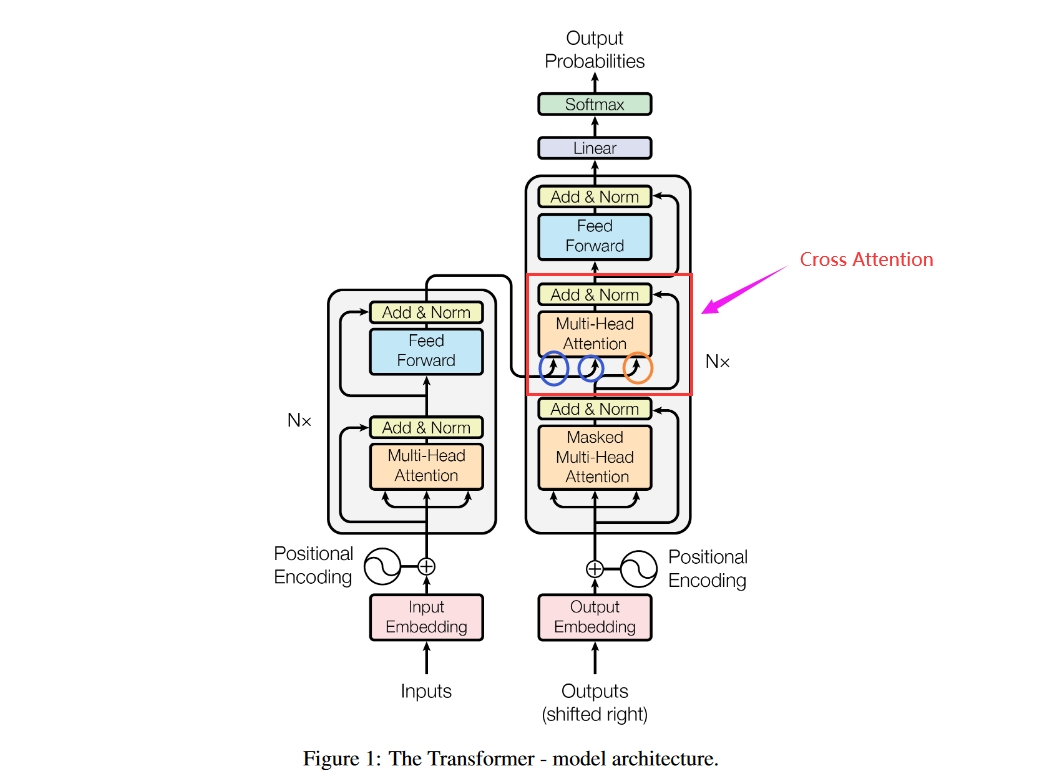 Output
Probabilities
Softmax
Linear
Add & Norm
Feed
Forward
Cross Attention
Add & Norm
Multi-Head
Attention
N×
Add & Norm
Masked
Multi-Head
Attention
Positional
Encoding
Output
Embedding
Outputs
(shifted right)
Add & Norm
Feed
Forward
N×
Add & Norm
Multi-Head
Attention
Positional
Encoding
Input
Embedding
Inputs
Figure 1: The Transformer - model architecture.